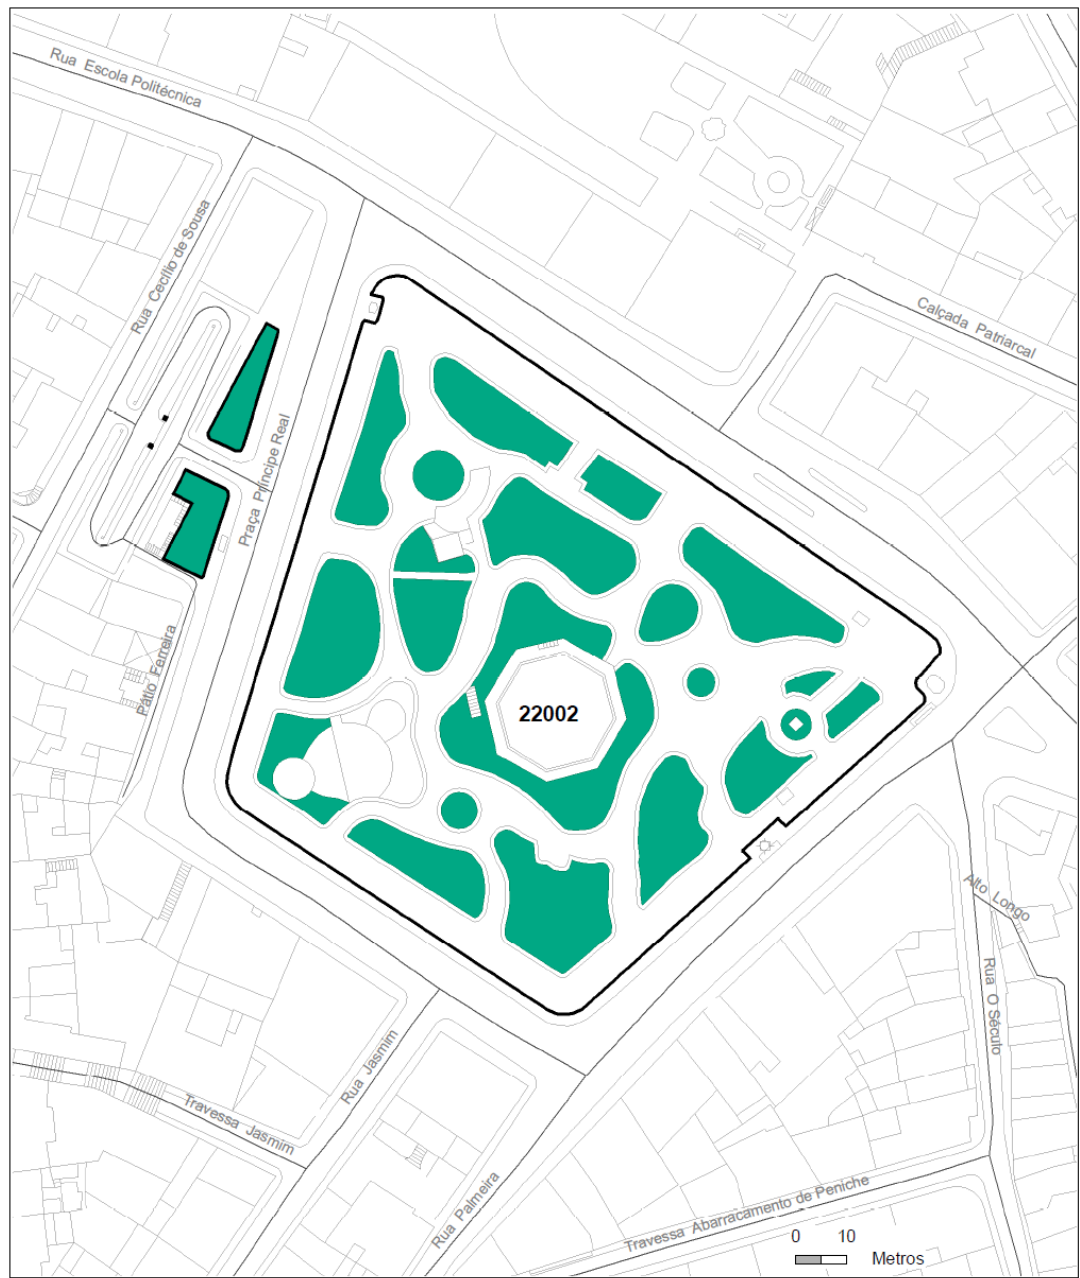 Rua Escola Politécnica
Rua Cecílio de Sousa
Calçada Patriarcal
Praça Príncipe Real
Pátio Ferreira
22002
Alto Longo
Rua O Século
Rua Jasmim
Travessa Jasmim
Rua Palmeira
Travessa Abarracamento de Peniche
0 10
Metros